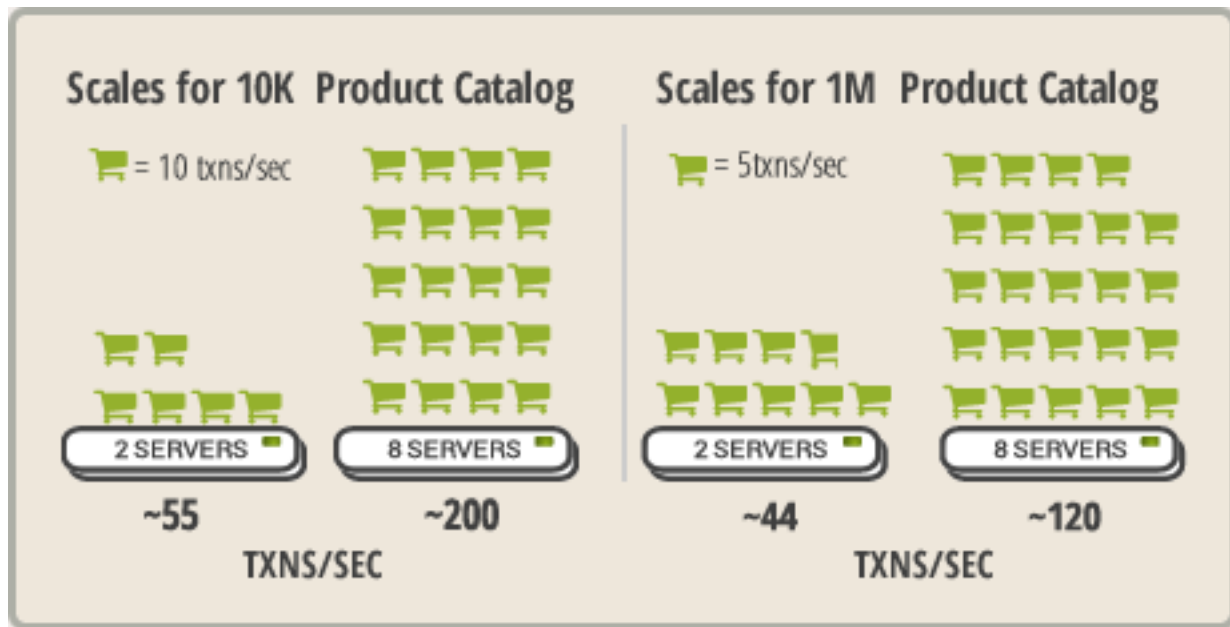 Scales for 10K Product Catalog
= 10 txns/sec
2 SERVERS
8 SERVERS
~55
~200
TXNS/SEC
Scales for 1M Product Catalog
= 5txns/sec
2 SERVERS
8 SERVERS
~44
~120
TXNS/SEC